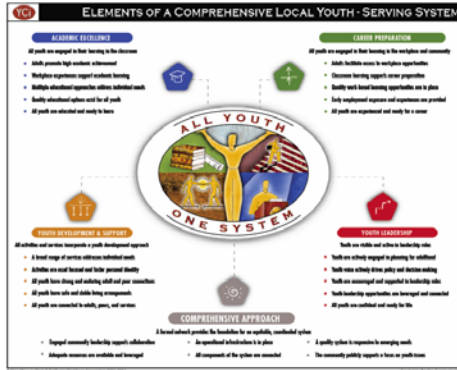 YCi
ELEMENTS OF A COMPREHENSIVE LOCAL YOUTH - SERVING SYSTEM
ACADEMIC EXCELLENCE
All youth are engaged in their learning in the classroom
Adults promote high academic achievement
Workplace experiences support academic learning
Multiple educational approaches address individual needs
Quality educational options exist for all youth
All youth are educated and ready to learn
CAREER PREPARATION
All youth are engaged in their learning in the workplace and community
Adults facilitate access to workplace opportunities
Classroom learning supports career preparation
Quality work-based learning opportunities are in place
Early employment exposure and experiences are provided
All youth are experienced and ready for a career
ALL YOUTH
ONE SYSTEM
YOUTH DEVELOPMENT & SUPPORT
All activities and services incorporate a youth development approach
A broad range of services addresses individual needs
Activities are asset focused and foster personal identity
All youth have strong and enduring adult and peer connections
All youth have safe and stable living arrangements
All youth are connected to adults, peers, and services
YOUTH LEADERSHIP
Youth are visible and active in leadership roles
Youth are actively engaged in planning for adulthood
Youth voice actively drives policy and decision-making
Youth are encouraged and supported in leadership roles
Youth leadership opportunities are leveraged and connected
All youth are confident and ready for life
COMPREHENSIVE APPROACH
A formal network provides the foundation for an equitable, coordinated system
Engaged community leadership supports collaboration
An operational infrastructure is in place
A quality system is responsive to emerging needs
Adequate resources are available and leveraged
All components of the system are connected
The community publicly supports a focus on youth issues